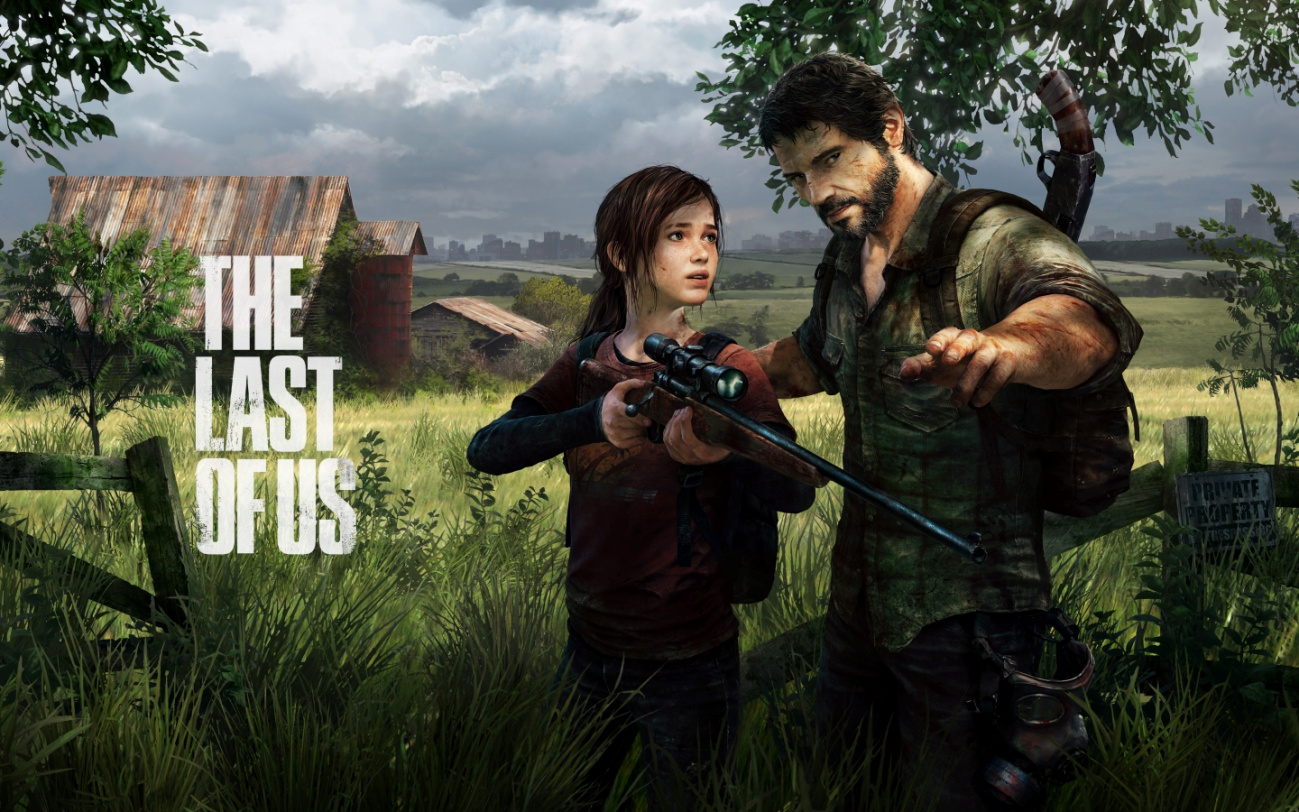 THE
LAST
OF US
PRIVATE
PROPERTY